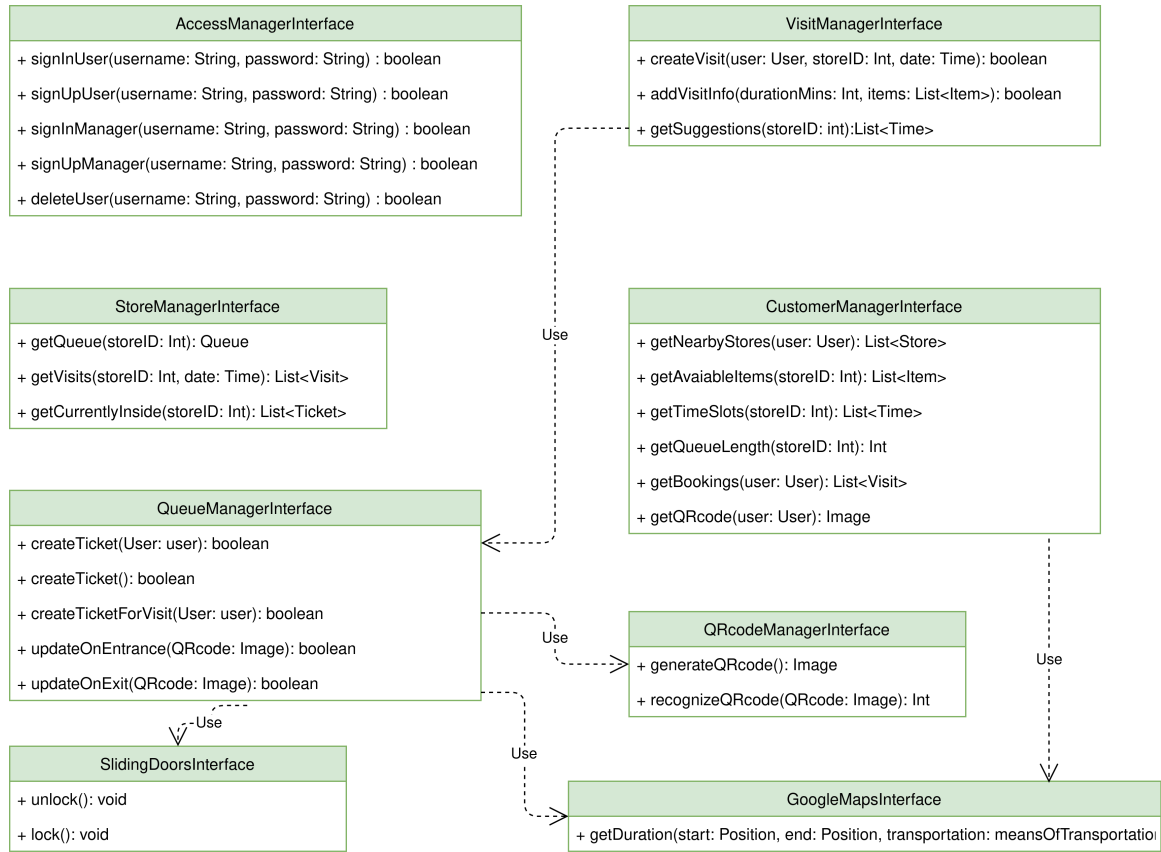 AccessManagerInterface
+ signInUser(username: String, password: String) : boolean
+ signUpUser(username: String, password: String) : boolean
+ signInManager(username: String, password: String) : boolean
+ signUpManager(username: String, password: String) : boolean
+ deleteUser(username: String, password: String) : boolean
VisitManagerInterface
+ createVisit(user: User, storeID: Int, date: Time): boolean
+ addVisitInfo(durationMins: Int, items: List<Item>): boolean
+ getSuggestions(storeID: int):List<Time>
Use
StoreManagerInterface
+ getQueue(storeID: Int): Queue
+ getVisits(storeID: Int, date: Time): List<Visit>
+ getCurrentlyInside(storeID: Int): List<Ticket>
CustomerManagerInterface
+ getNearbyStores(user: User): List<Store>
+ getAvaiableItems(storeID: Int): List<Item>
+ getTimeSlots(storeID: Int): List<Time>
+ getQueueLength(storeID: Int): Int
+ getBookings(user: User): List<Visit>
+ getQRcode(user: User): Image
QueueManagerInterface
+ createTicket(User: user): boolean
+ createTicket(): boolean
+ createTicketForVisit(User: user): boolean
+ updateOnEntrance(QRcode: Image): boolean
+ updateOnExit(QRcode: Image): boolean
Use
QRcodeManagerInterface
+ generateQRcode(): Image
+ recognizeQRcode(QRcode: Image): Int
Use
Use
Use
SlidingDoorsInterface
+ unlock(): void
+ lock(): void
GoogleMapsInterface
+ getDuration(start: Position, end: Position, transportation: meansOfTransportatio